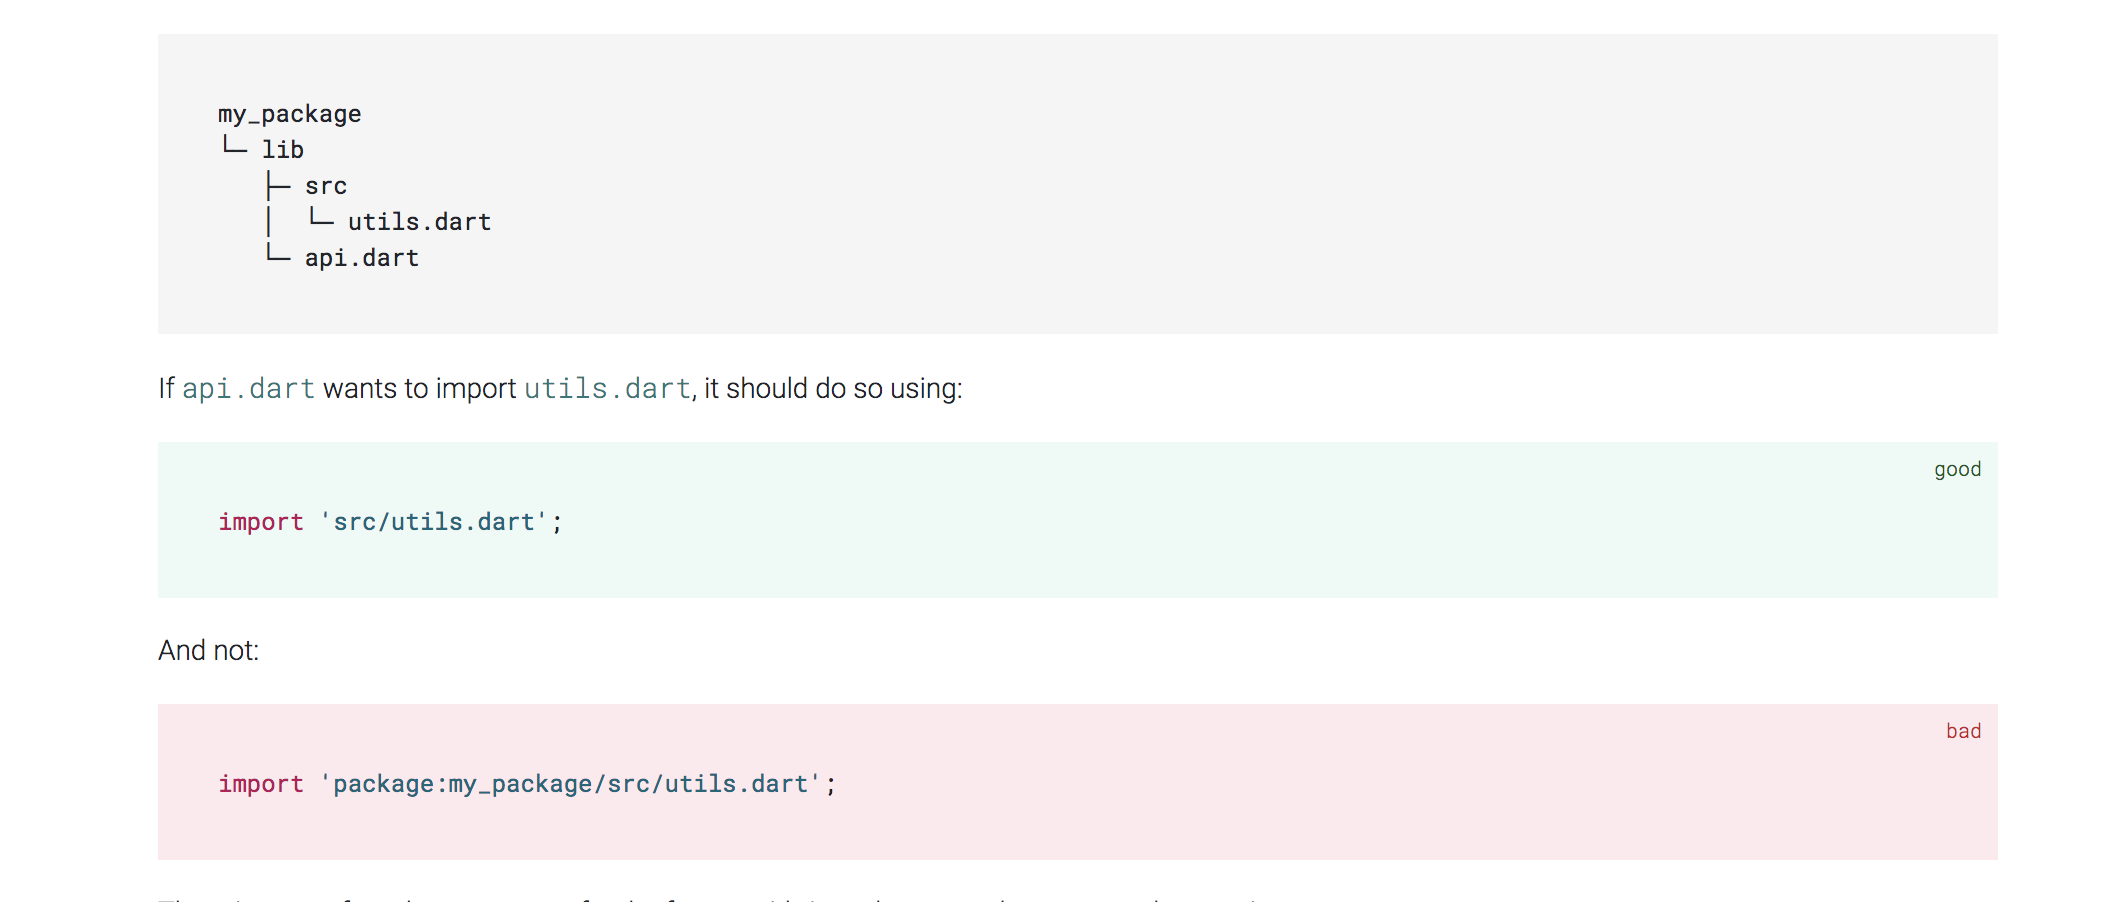 my_package
└─ lib
   ├─ src
   │  └─ utils.dart
   └─ api.dart
If api.dart wants to import utils.dart, it should do so using:
good
import 'src/utils.dart';
And not:
bad
import 'package:my_package/src/utils.dart';